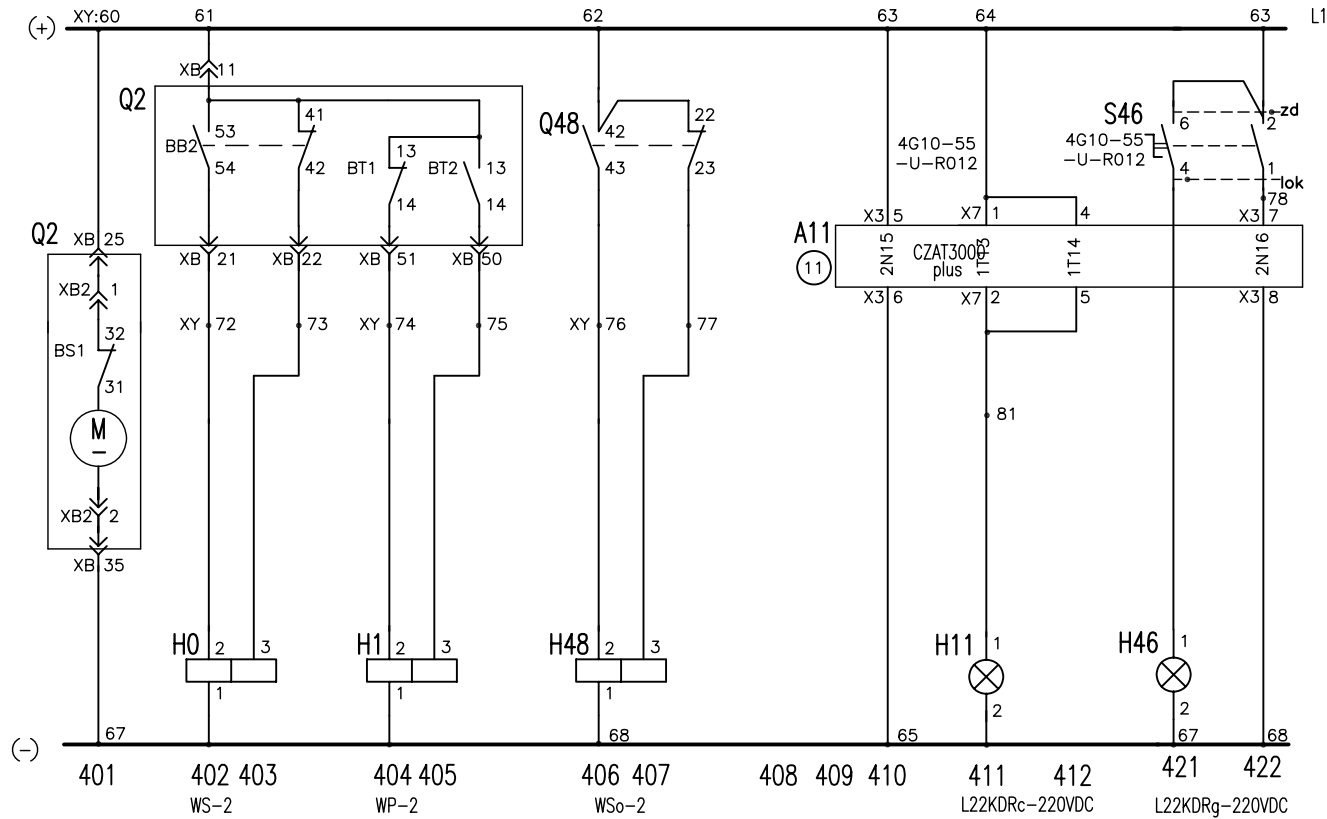 XY:60 61 62 63 64 63 L1
(+)
XB 11
Q2
41
22
zd
53
Q48 42
S46 6 2
BB2
4G10-55
-U-R012
4G10-55
-U-R012
54 42
BT1 13
BT2 13
43 23
4 1
lok
14 14
78
X3 5 X7 1 4 X3 7
Q2 XB 25
A11
11
2N15
CZAT3000
plus
1T13
1T14
2N16
XB 21 XB 22 XB 51 XB 50
XB2 1
X3 6 X7 2 5 X3 8
XY 72 73 XY 74 75 XY 76 77
BS1 32
31
M
–
81
XB2 2
XB 35
H0 2 3
H1 2 3
H48 2 3
H11 1
H46 1
1 1 1 2 2
67 68 65 67 68
(–)
401 402 403 404 405 406 407 408 409 410 411 412 421 422
WS-2 WP-2 WSo-2 L22KDRc-220VDC L22KDRg-220VDC